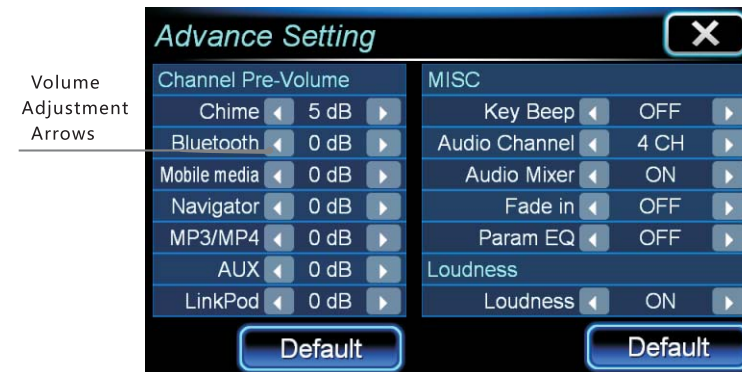 Advance Setting
Volume
Adjustment
Arrows
Channel Pre-Volume
Chime 5 dB
Bluetooth 0 dB
Mobile media 0 dB
Navigator 0 dB
MP3/MP4 0 dB
AUX 0 dB
LinkPod 0 dB
Default
MISC
Key Beep OFF
Audio Channel 4 CH
Audio Mixer ON
Fade in OFF
Param EQ OFF
Loudness
Loudness ON
Default